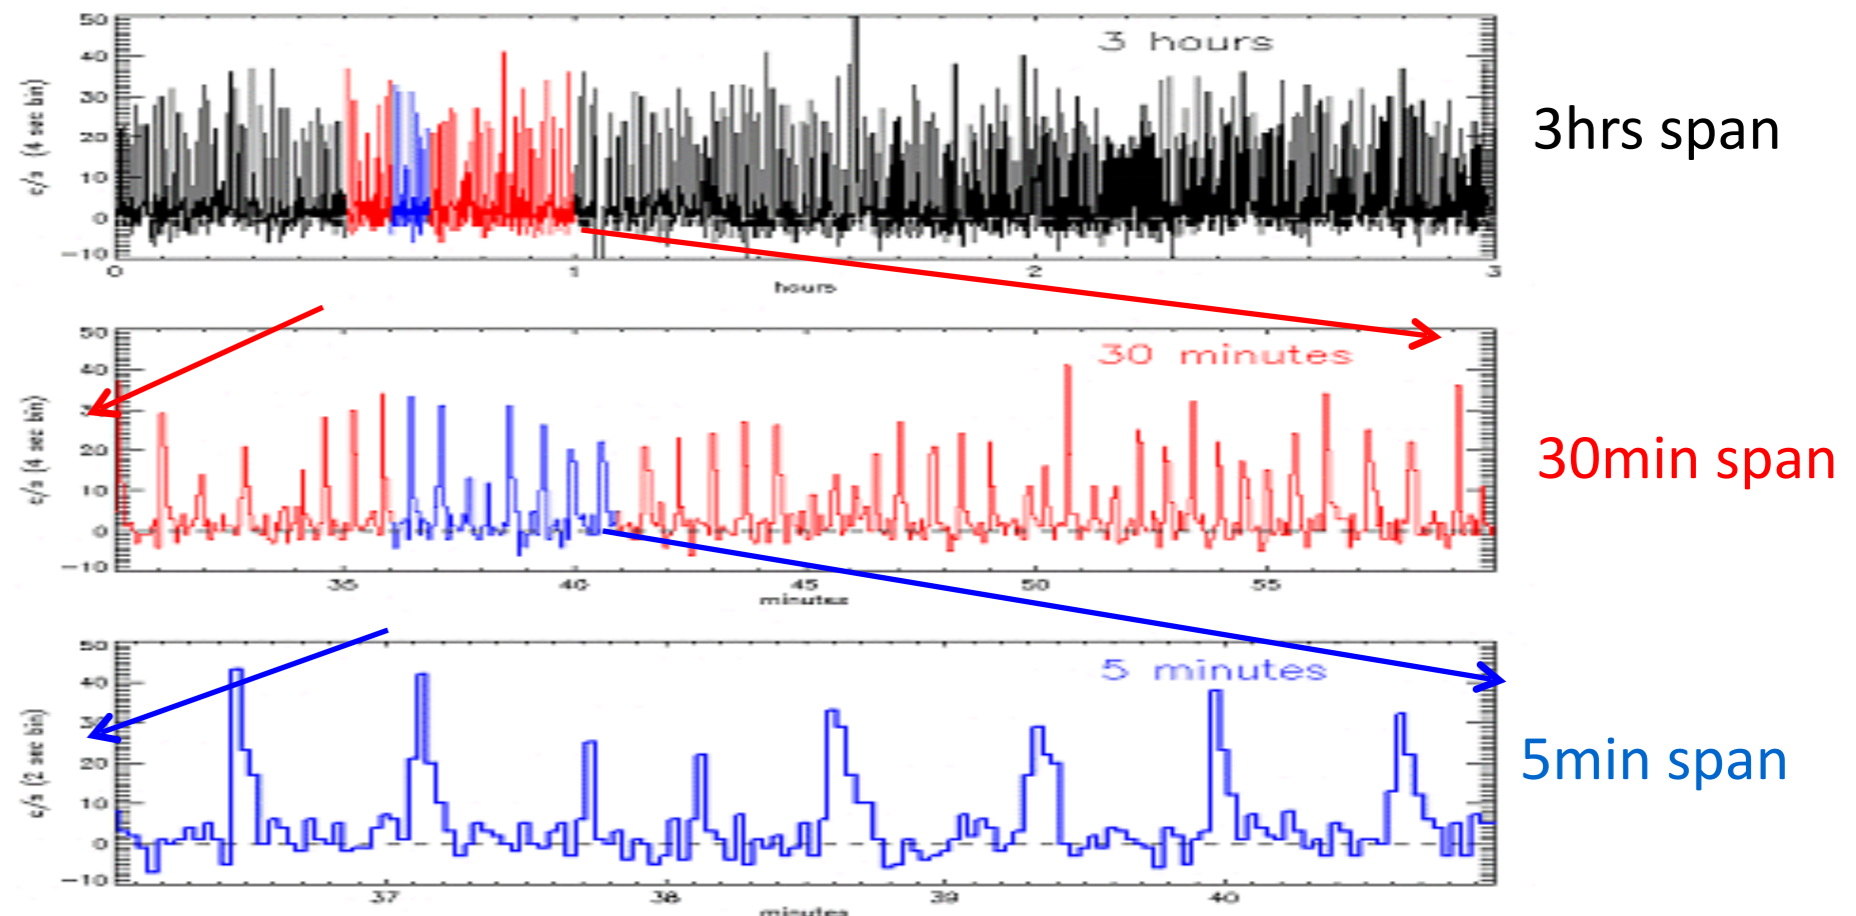 50
40
30
20
10
0
-10
c/s (4 sec bin)
3 hours
0 1 2 3
hours
3hrs span
50
40
20
10
0
-10
c/s (4 sec bin)
30 minutes
35 40 45 50 55
minutes
30min span
50
40
30
20
10
0
-10
c/s (2 sec bin)
5 minutes
37 38 39 40
minutes
5min span